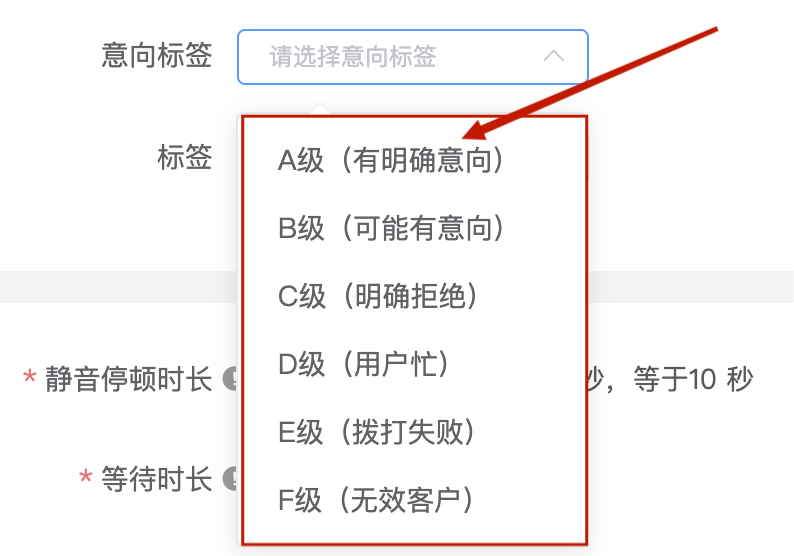 意向标签 请选择意向标签
标签
A级（有明确意向）
B级（可能有意向）
C级（明确拒绝）
* 静音停顿时长 秒，等于10 秒
D级（用户忙）
E级（拨打失败）
* 等待时长
F级（无效客户）